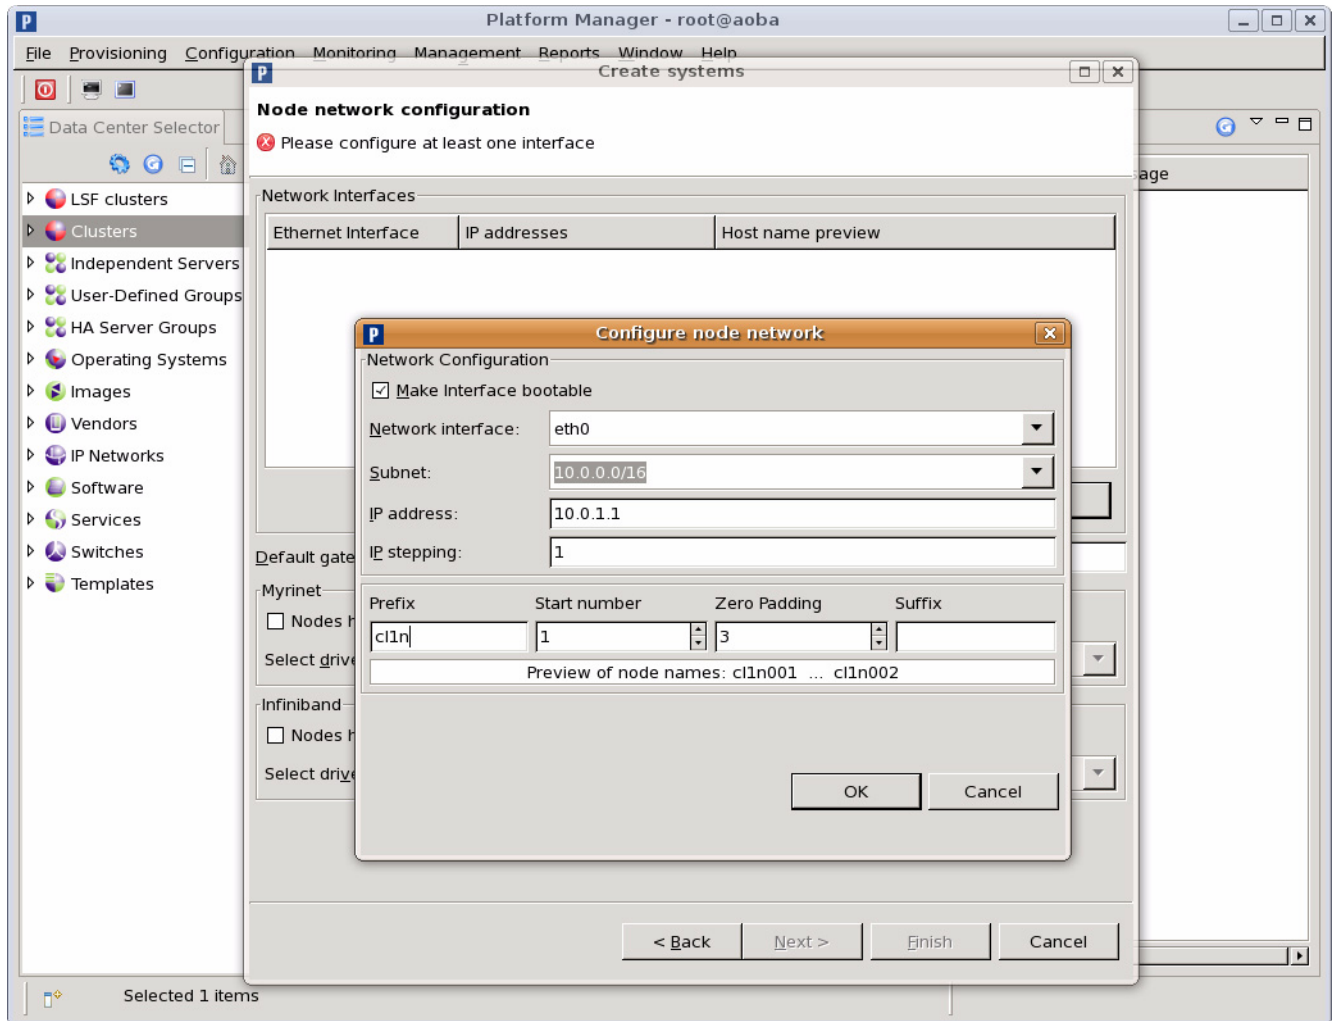 Platform Manager - root@aoba
File Provisioning Configuration Monitoring Management Reports Window Help
Create systems
Node network configuration
Please configure at least one interface
Data Center Selector
age
LSF clusters
Clusters
Independent Servers
User-Defined Groups
HA Server Groups
Operating Systems
Images
Vendors
IP Networks
Software
Services
Switches
Templates
Network Interfaces
Ethernet Interface IP addresses Host name preview
Configure node network
Network Configuration
Make Interface bootable
Network interface: eth0
Subnet: 10.0.0.0/16
IP address: 10.0.1.1
IP stepping: 1
Default gate
Myrinet
Nodes h
Select drive
Prefix Start number Zero Padding Suffix
cl1n 1 3
Preview of node names: cl1n001 ... cl1n002
Infiniband
Nodes h
Select drive
OK Cancel
< Back Next > Finish Cancel
Selected 1 items